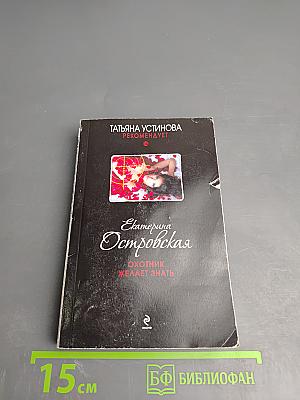 ТАТЬЯНА УСТИНОВА
РЕКОМЕНДУЕТ
Екатерина
Островская
ОХОТНИК
ЖЕЛАЕТ ЗНАТЬ
15 см
БФ БИБЛИОФАН